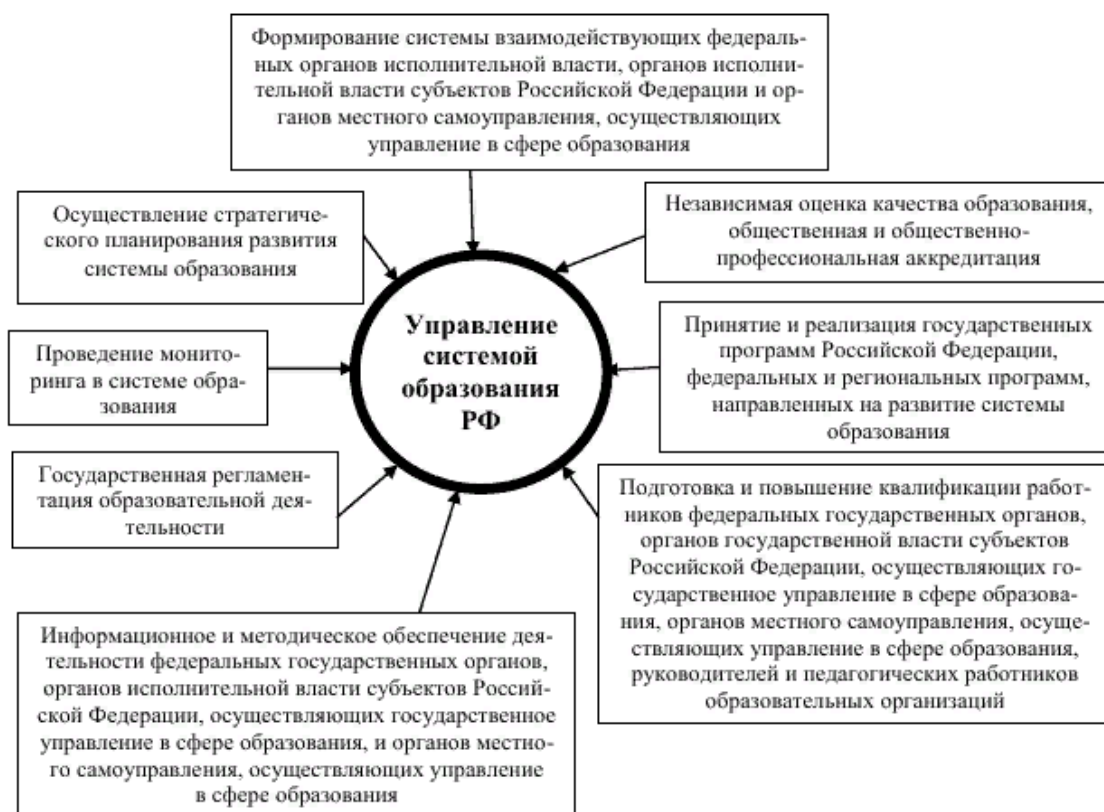 Формирование системы взаимодействующих федераль-
ных органов исполнительной власти, органов исполни-
тельной власти субъектов Российской Федерации и ор-
ганов местного самоуправления, осуществляющих
управление в сфере образования
Осуществление стратегиче-
ского планирования развития
системы образования
Независимая оценка качества образования,
общественная и общественно-
профессиональная аккредитация
Управление
системой
образования
РФ
Проведение монито-
ринга в системе обра-
зования
Принятие и реализация государственных
программ Российской Федерации,
федеральных и региональных программ,
направленных на развитие системы
образования
Государственная регламен-
тация образовательной дея-
тельности
Подготовка и повышение квалификации работ-
ников федеральных государственных органов,
органов государственной власти субъектов
Российской Федерации, осуществляющих го-
сударственное управление в сфере образова-
ния, органов местного самоуправления, осуще-
ствляющих управление в сфере образования,
руководителей и педагогических работников
образовательных организаций
Информационное и методическое обеспечение дея-
тельности федеральных государственных органов,
органов исполнительной власти субъектов Россий-
ской Федерации, осуществляющих государственное
управление в сфере образования, и органов местно-
го самоуправления, осуществляющих управление
в сфере образования